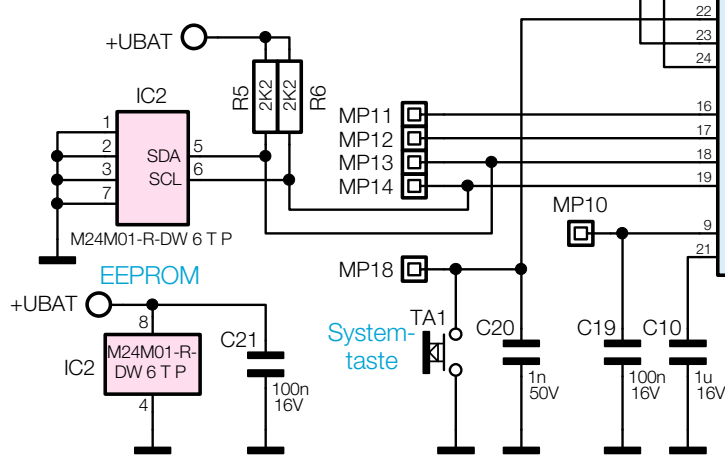 22
+UBAT
23
24
IC2
R5
2K2
2K2
R6
MP11
16
1
MP12
17
2
SDA
5
MP13
18
3
SCL
6
MP14
19
7
MP10
M24M01-R-DW 6 T P
9
21
EEPROM
MP18
+UBAT
8
TA1
System-
taste
C21
C20
C19
C10
M24M01-R-
DW 6 T P
IC2
100n
16V
1n
50V
100n
16V
1u
16V
4